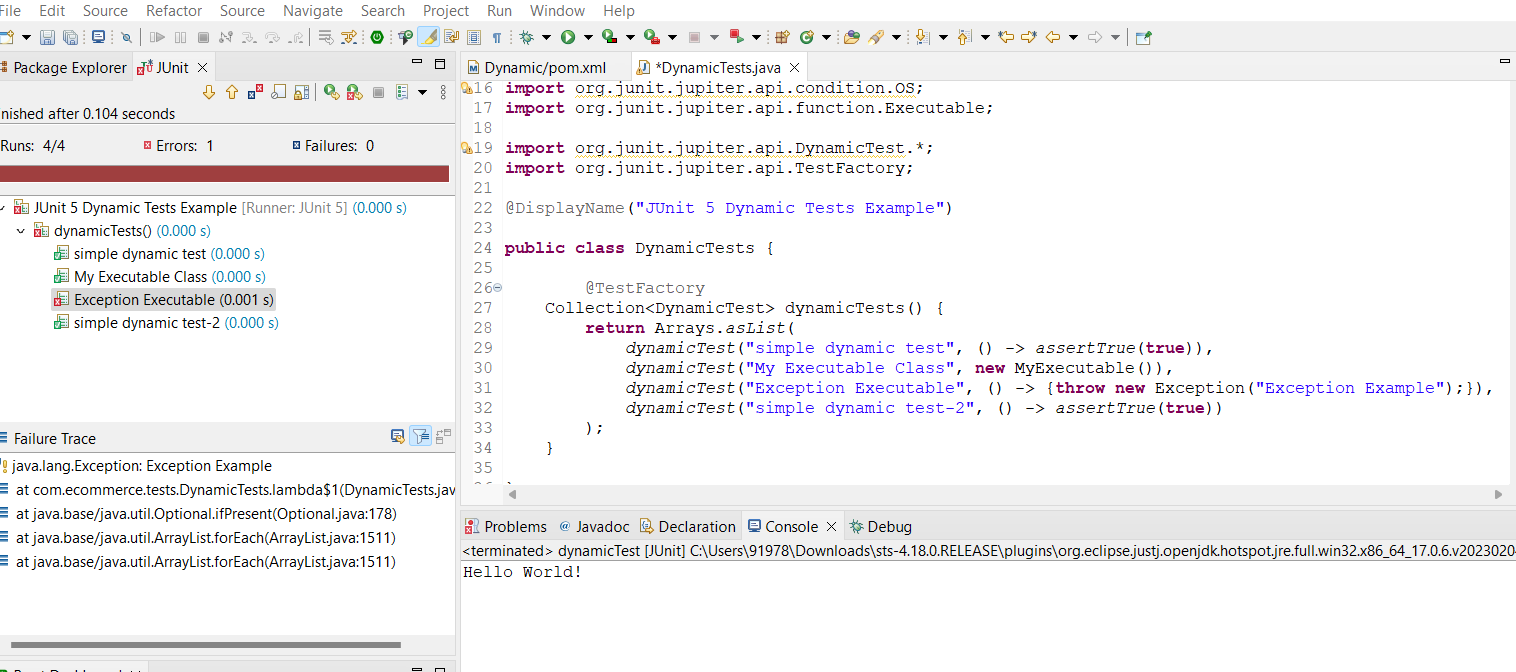 File Edit Source Refactor Source Navigate Search Project Run Window Help
Package Explorer JUnit
nished after 0.104 seconds
Runs: 4/4 Errors: 1 Failures: 0
JUnit 5 Dynamic Tests Example [Runner: JUnit 5] (0.000 s)
dynamicTests() (0.000 s)
simple dynamic test (0.000 s)
My Executable Class (0.000 s)
Exception Executable (0.001 s)
simple dynamic test-2 (0.000 s)
Failure Trace
java.lang.Exception: Exception Example
at com.ecommerce.tests.DynamicTests.lambda$1(DynamicTests.jav
at java.base/java.util.Optional.ifPresent(Optional.java:178)
at java.base/java.util.ArrayList.forEach(ArrayList.java:1511)
at java.base/java.util.ArrayList.forEach(ArrayList.java:1511)
Dynamic/pom.xml *DynamicTests.java
16 import org.junit.jupiter.api.condition.OS;
17 import org.junit.jupiter.api.function.Executable;
18
19 import org.junit.jupiter.api.DynamicTest.*;
20 import org.junit.jupiter.api.TestFactory;
21
22 @DisplayName("JUnit 5 Dynamic Tests Example")
23
24 public class DynamicTests {
25
26 @TestFactory
27 Collection<DynamicTest> dynamicTests() {
28 return Arrays.asList(
29 dynamicTest("simple dynamic test", () -> assertTrue(true)),
30 dynamicTest("My Executable Class", new MyExecutable()),
31 dynamicTest("Exception Executable", () -> {throw new Exception("Exception Example");}),
32 dynamicTest("simple dynamic test-2", () -> assertTrue(true))
33 );
34 }
35
Problems Javadoc Declaration Console Debug
<terminated> dynamicTest [JUnit] C:\Users\91978\Downloads\sts-4.18.0.RELEASE\plugins\org.eclipse.justj.openjdk.hotspot.jre.full.win32.x86_64_17.0.6.v2023020
Hello World!